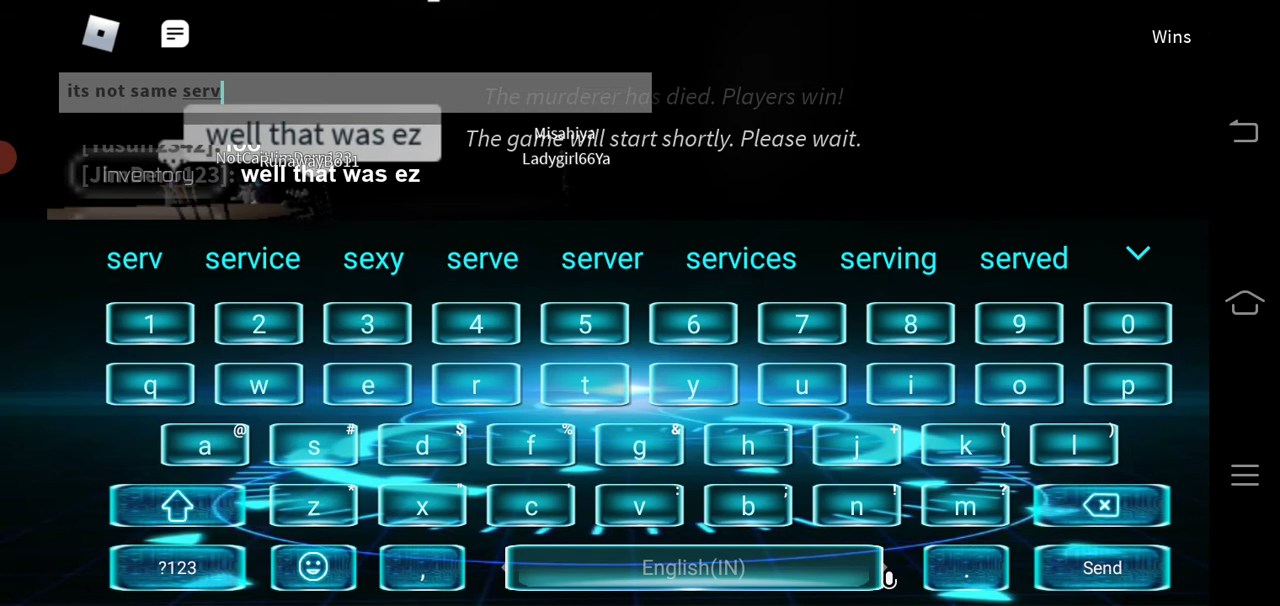 Wins
its not same serv
The murderer has died. Players win!
well that was ez
The game will start shortly. Please wait.
Misahiya
Ladygirl66Ya
Inventory
well that was ez
serv service sexy serve server services serving served
1 2 3 4 5 6 7 8 9 0
q w e r t y u i o p
a @ s # d $ f % g & h - j + k ( l )
z * x " c ' v : b ; n ! m ?
?123 , English(IN) . Send